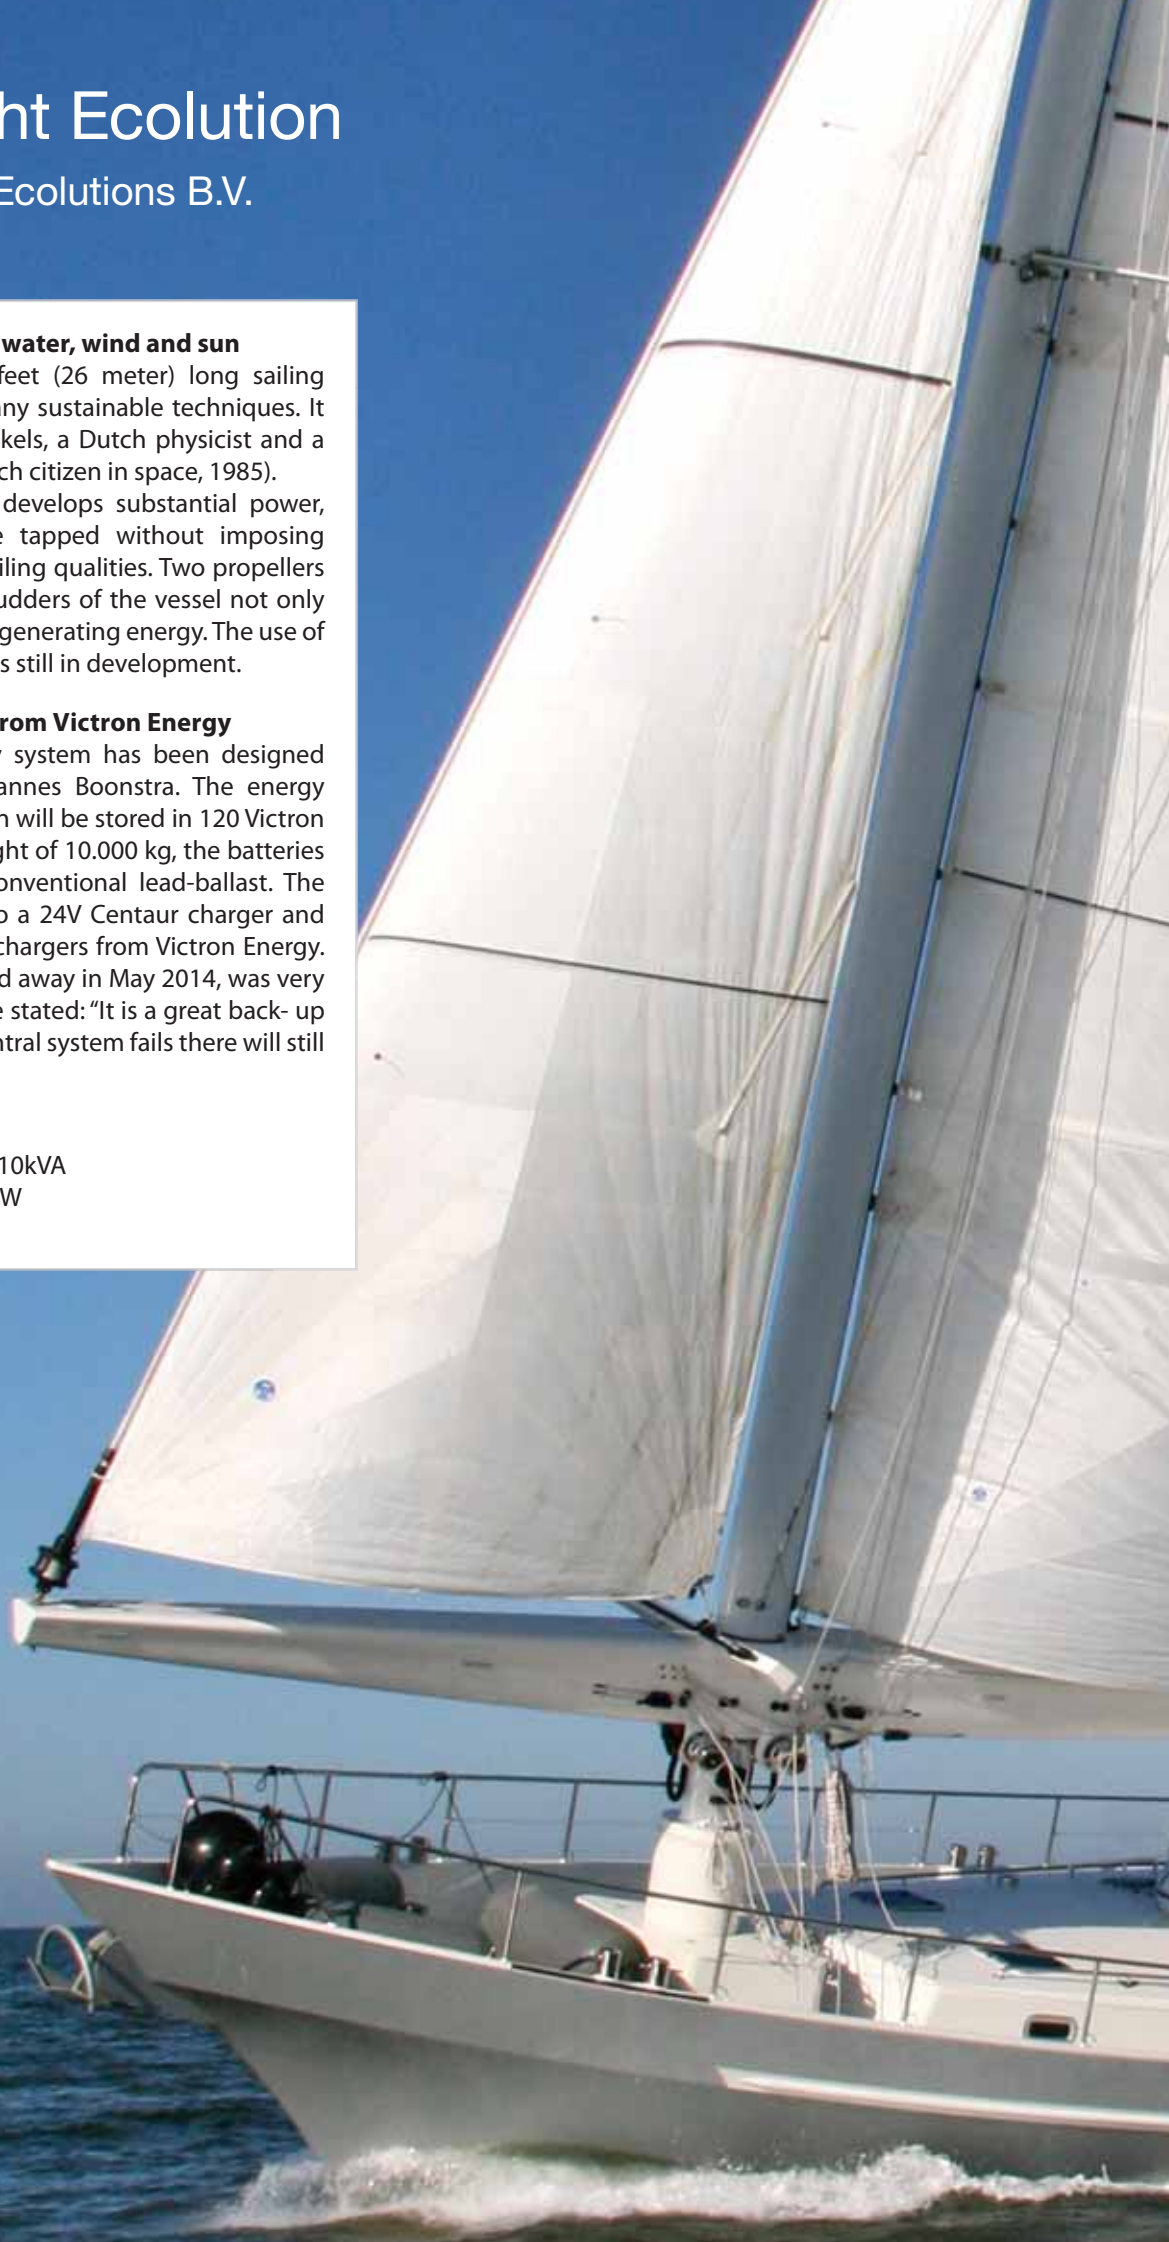 ht Ecolution
Ecolutions B.V.
water, wind and sun
feet (26 meter) long sailing
any sustainable techniques. It
kels, a Dutch physicist and a
ch citizen in space, 1985).
develops substantial power,
e tapped without imposing
iling qualities. Two propellers
udders of the vessel not only
generating energy. The use of
s still in development.
rom Victron Energy
y system has been designed
annes Boonstra. The energy
n will be stored in 120 Victron
ght of 10.000 kg, the batteries
onventional lead-ballast. The
o a 24V Centaur charger and
chargers from Victron Energy.
d away in May 2014, was very
e stated: “It is a great back- up
ntral system fails there will still
10kVA
W